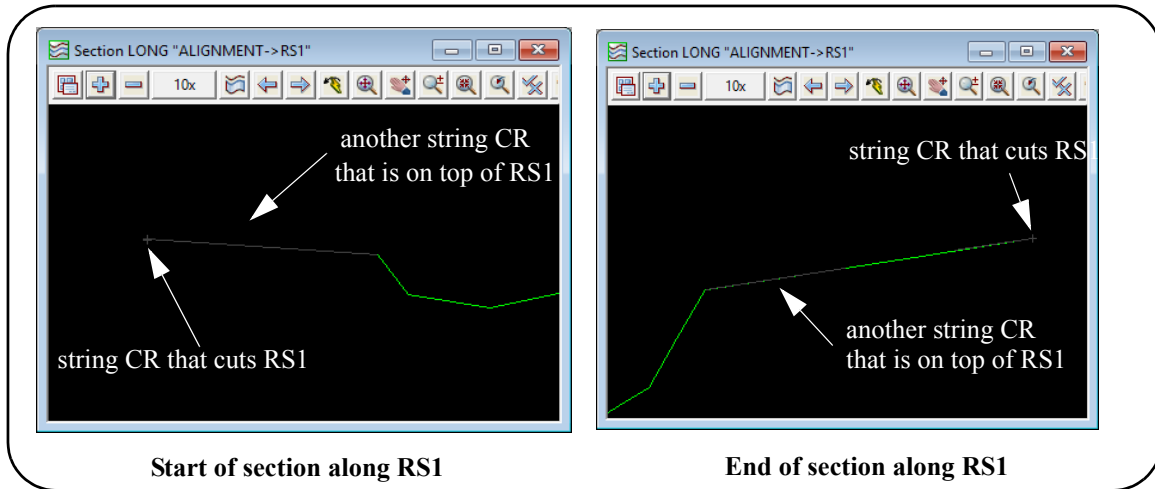 Section LONG "ALIGNMENT->RS1"
10x
another string CR
that is on top of RS1
string CR that cuts RS1
Start of section along RS1
Section LONG "ALIGNMENT->RS1"
10x
string CR that cuts RS1
another string CR
that is on top of RS1
End of section along RS1